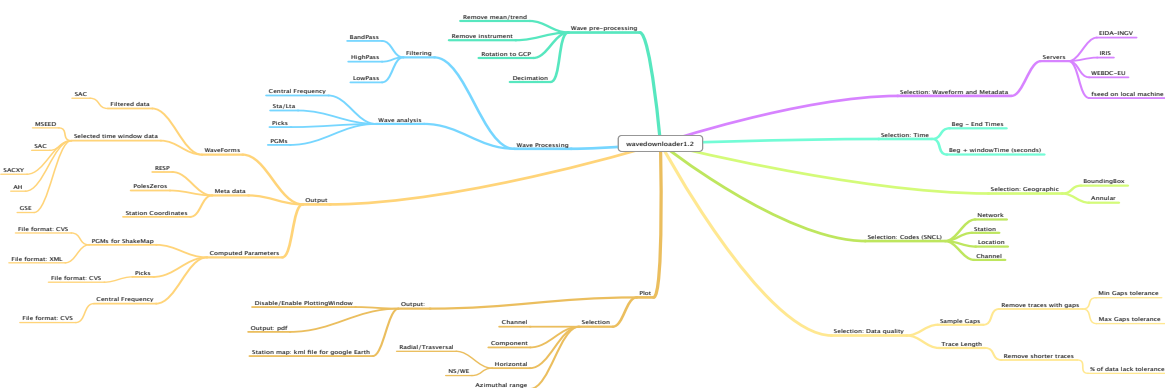 wavedownloader1.2
Wave pre-processing
Remove mean/trend
Remove instrument
Rotation to GCP
Decimation
Wave Processing
Filtering
BandPass
HighPass
LowPass
Wave analysis
Central Frequency
Sta/Lta
Picks
PGMs
Output
WaveForms
Filtered data
SAC
Selected time window data
MSEED
SAC
SACXY
AH
GSE
Meta data
RESP
PolesZeros
Station Coordinates
Computed Parameters
PGMs for ShakeMap
File format: CVS
File format: XML
Picks
File format: CVS
Central Frequency
File format: CVS
Plot
Output:
Disable/Enable PlottingWindow
Output: pdf
Station map: kml file for google Earth
Selection
Channel
Component
Horizontal
Radial/Trasversal
NS/WE
Azimuthal range
Selection: Waveform and Metadata
Servers
EIDA-INGV
IRIS
WEBDC-EU
fseed on local machine
Selection: Time
Beg - End Times
Beg + windowTime (seconds)
Selection: Geographic
BoundingBox
Annular
Selection: Codes (SNCL)
Network
Station
Location
Channel
Selection: Data quality
Sample Gaps
Remove traces with gaps
Min Gaps tolerance
Max Gaps tolerance
Trace Length
Remove shorter traces
% of data lack tolerance